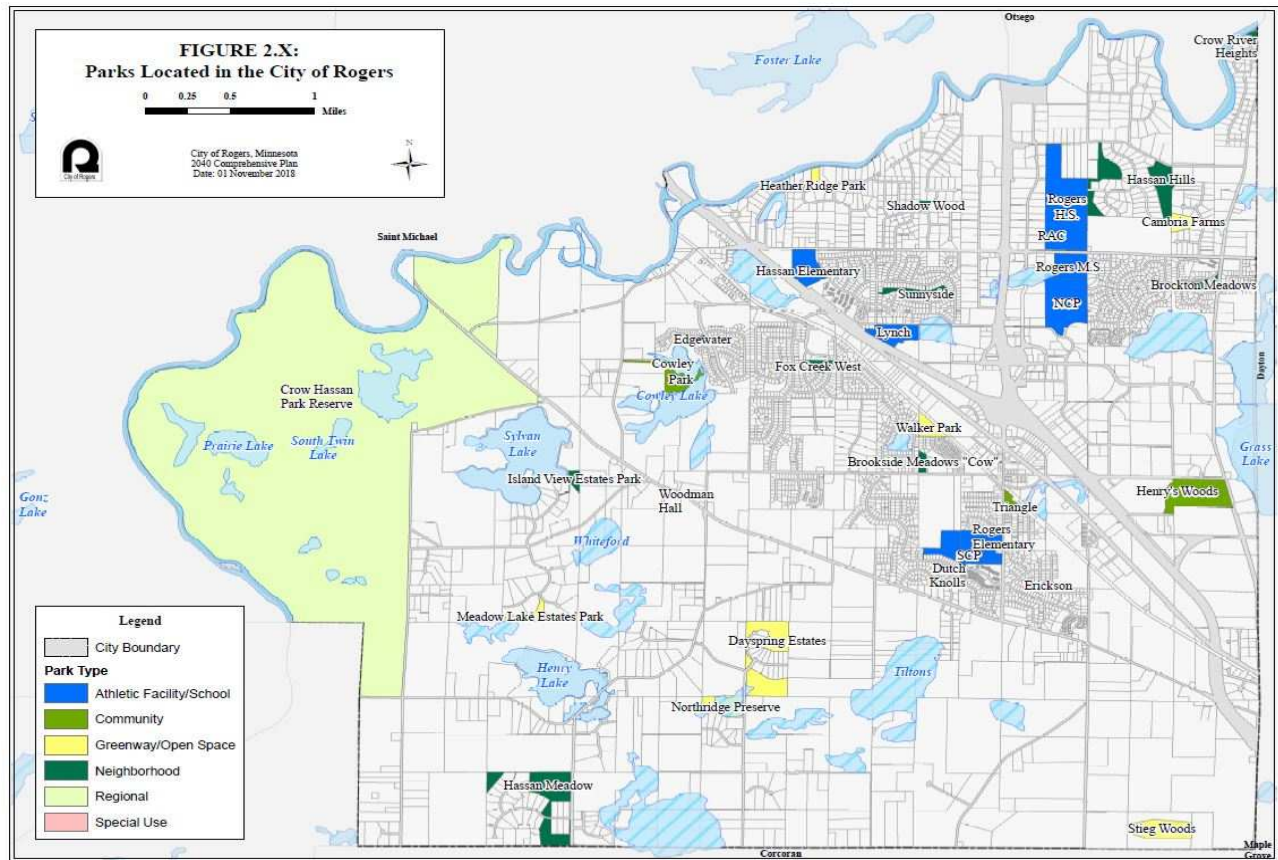 FIGURE 2.X:
Parks Located in the City of Rogers
0 0.25 0.5 1
Miles
City of Rogers
City of Rogers, Minnesota
2040 Comprehensive Plan
Date: 01 November 2018
N
Otsego
Crow River
Heights
Foster Lake
Heather Ridge Park
Shadow Wood
Hassan Hills
Rogers
H.S.
Cambria Farms
RAC
Saint Michael
Hassan Elementary
Rogers M.S
Sunnyside
Brockton Meadows
NCP
Lynch
Edgewater
Fox Creek West
Cowley
Park
Cowley Lake
Dayton
Crow Hassan
Park Reserve
Prairie Lake
South Twin
Lake
Sylvan
Lake
Walker Park
Grass
Lake
Brookside Meadows "Cow"
Island View Estates Park
Woodman
Hall
Henry's Woods
Gonz
Lake
Triangle
Whiteford
Rogers
Elementary
SCP
Dutch
Knolls
Erickson
Meadow Lake Estates Park
Dayspring Estates
Henry
Lake
Tiltons
Northridge Preserve
Hassan Meadow
Stieg Woods
Corcoran
Maple
Grove
Legend
City Boundary
Park Type
Athletic Facility/School
Community
Greenway/Open Space
Neighborhood
Regional
Special Use